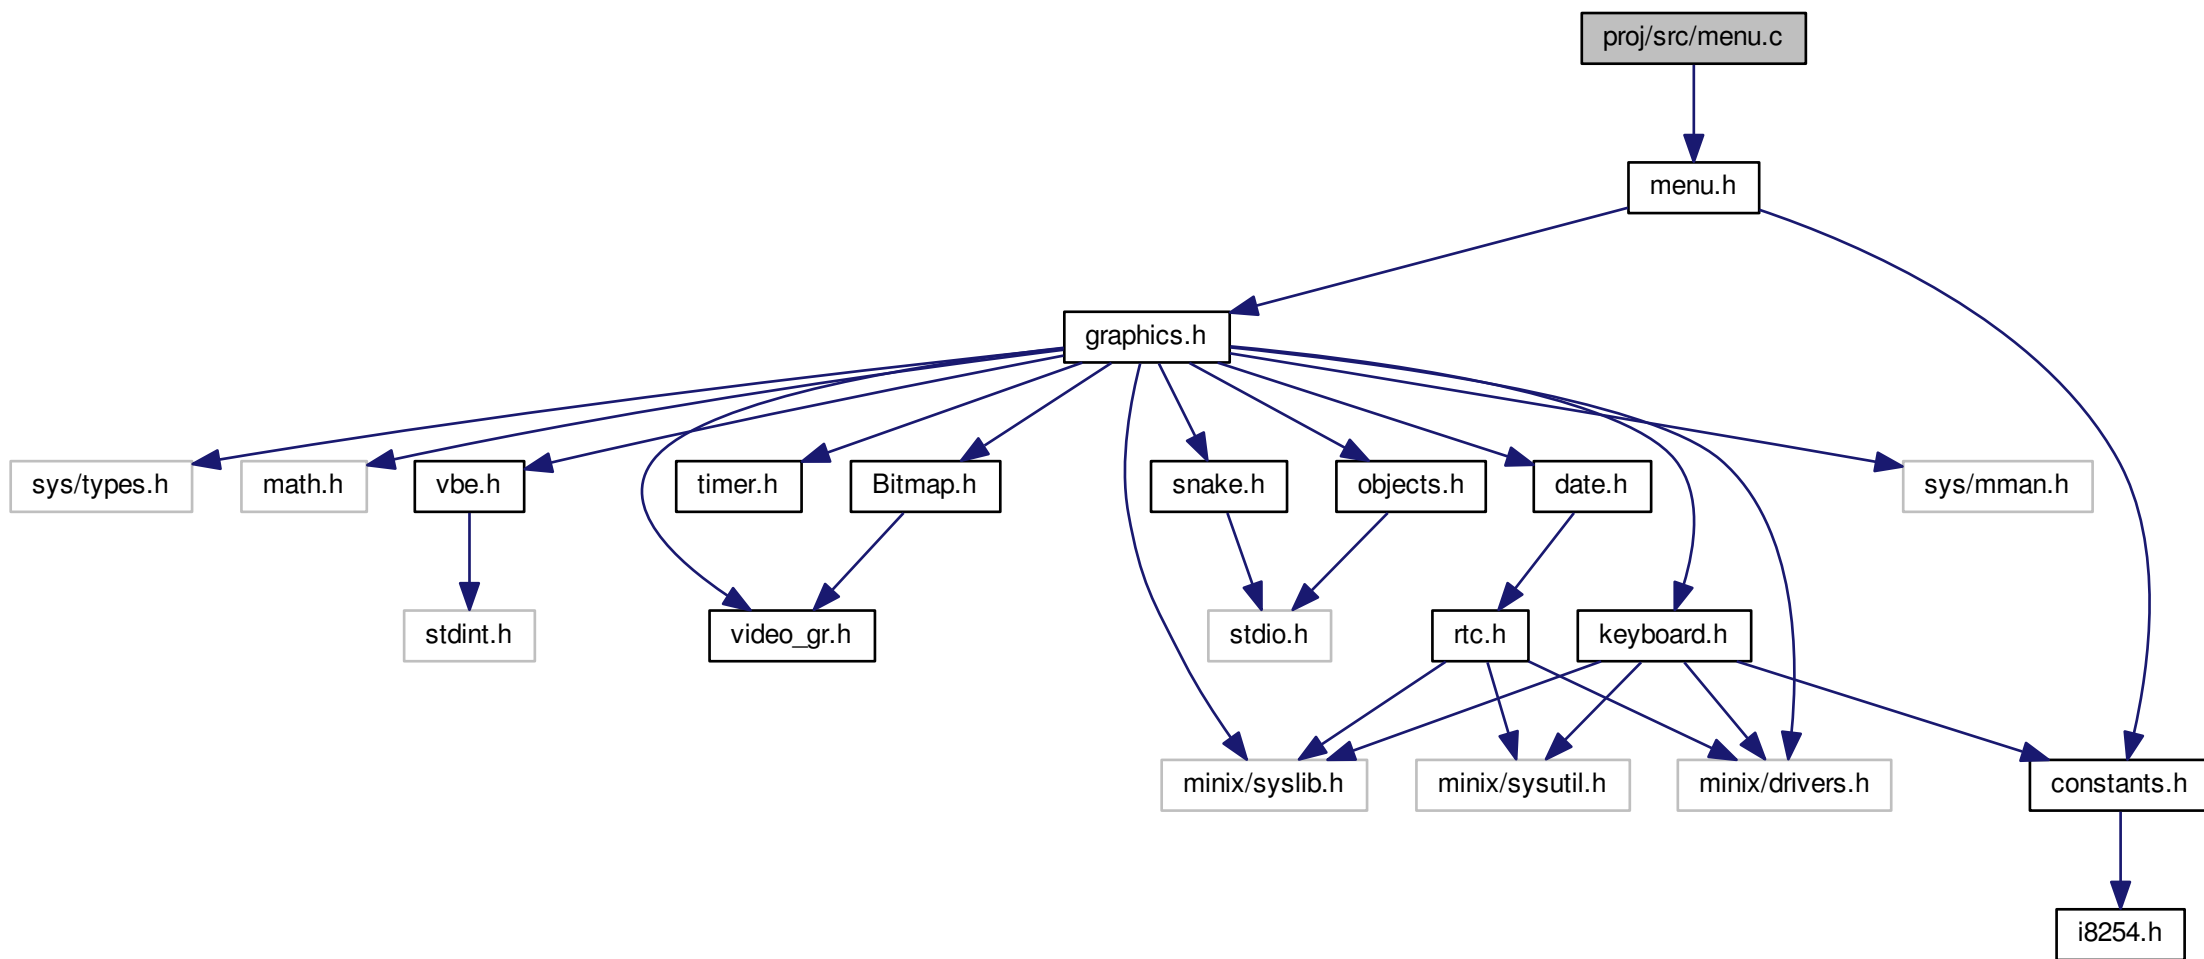 proj/src/menu.c
menu.h
graphics.h
sys/types.h
math.h
vbe.h
timer.h
Bitmap.h
snake.h
objects.h
date.h
sys/mman.h
stdint.h
video_gr.h
stdio.h
rtc.h
keyboard.h
minix/syslib.h
minix/sysutil.h
minix/drivers.h
constants.h
i8254.h